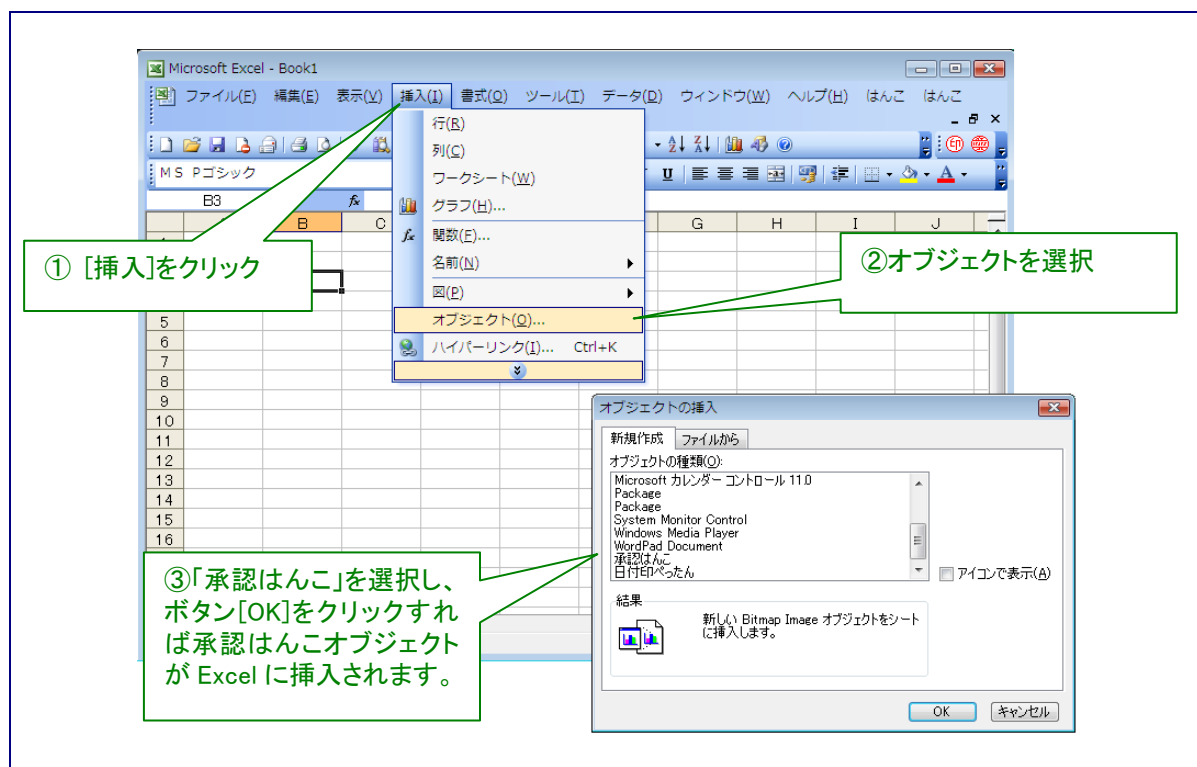 Microsoft Excel - Book1
ファイル(F) 編集(E) 表示(V) 挿入(I) 書式(O) ツール(T) データ(D) ウィンドウ(W) ヘルプ(H) はんこ はんこ
MS Pゴシック
B3
fx
B C G H I J
行(R)
列(C)
ワークシート(W)
グラフ(H)...
関数(F)...
名前(N)
図(P)
オブジェクト(O)...
ハイパーリンク(I)... Ctrl+K
① [挿入]をクリック
②オブジェクトを選択
5
6
7
8
9
10
11
12
13
14
15
16
オブジェクトの挿入
新規作成 ファイルから
オブジェクトの種類(O):
Microsoft カレンダー コントロール 11.0
Package
Package
System Monitor Control
Windows Media Player
WordPad Document
承認はんこ
日付印ぺったん
アイコンで表示(A)
結果
新しい Bitmap Image オブジェクトをシート
に挿入します。
OK キャンセル
③「承認はんこ」を選択し、
ボタン[OK]をクリックすれ
ば承認はんこオブジェクト
が Excel に挿入されます。